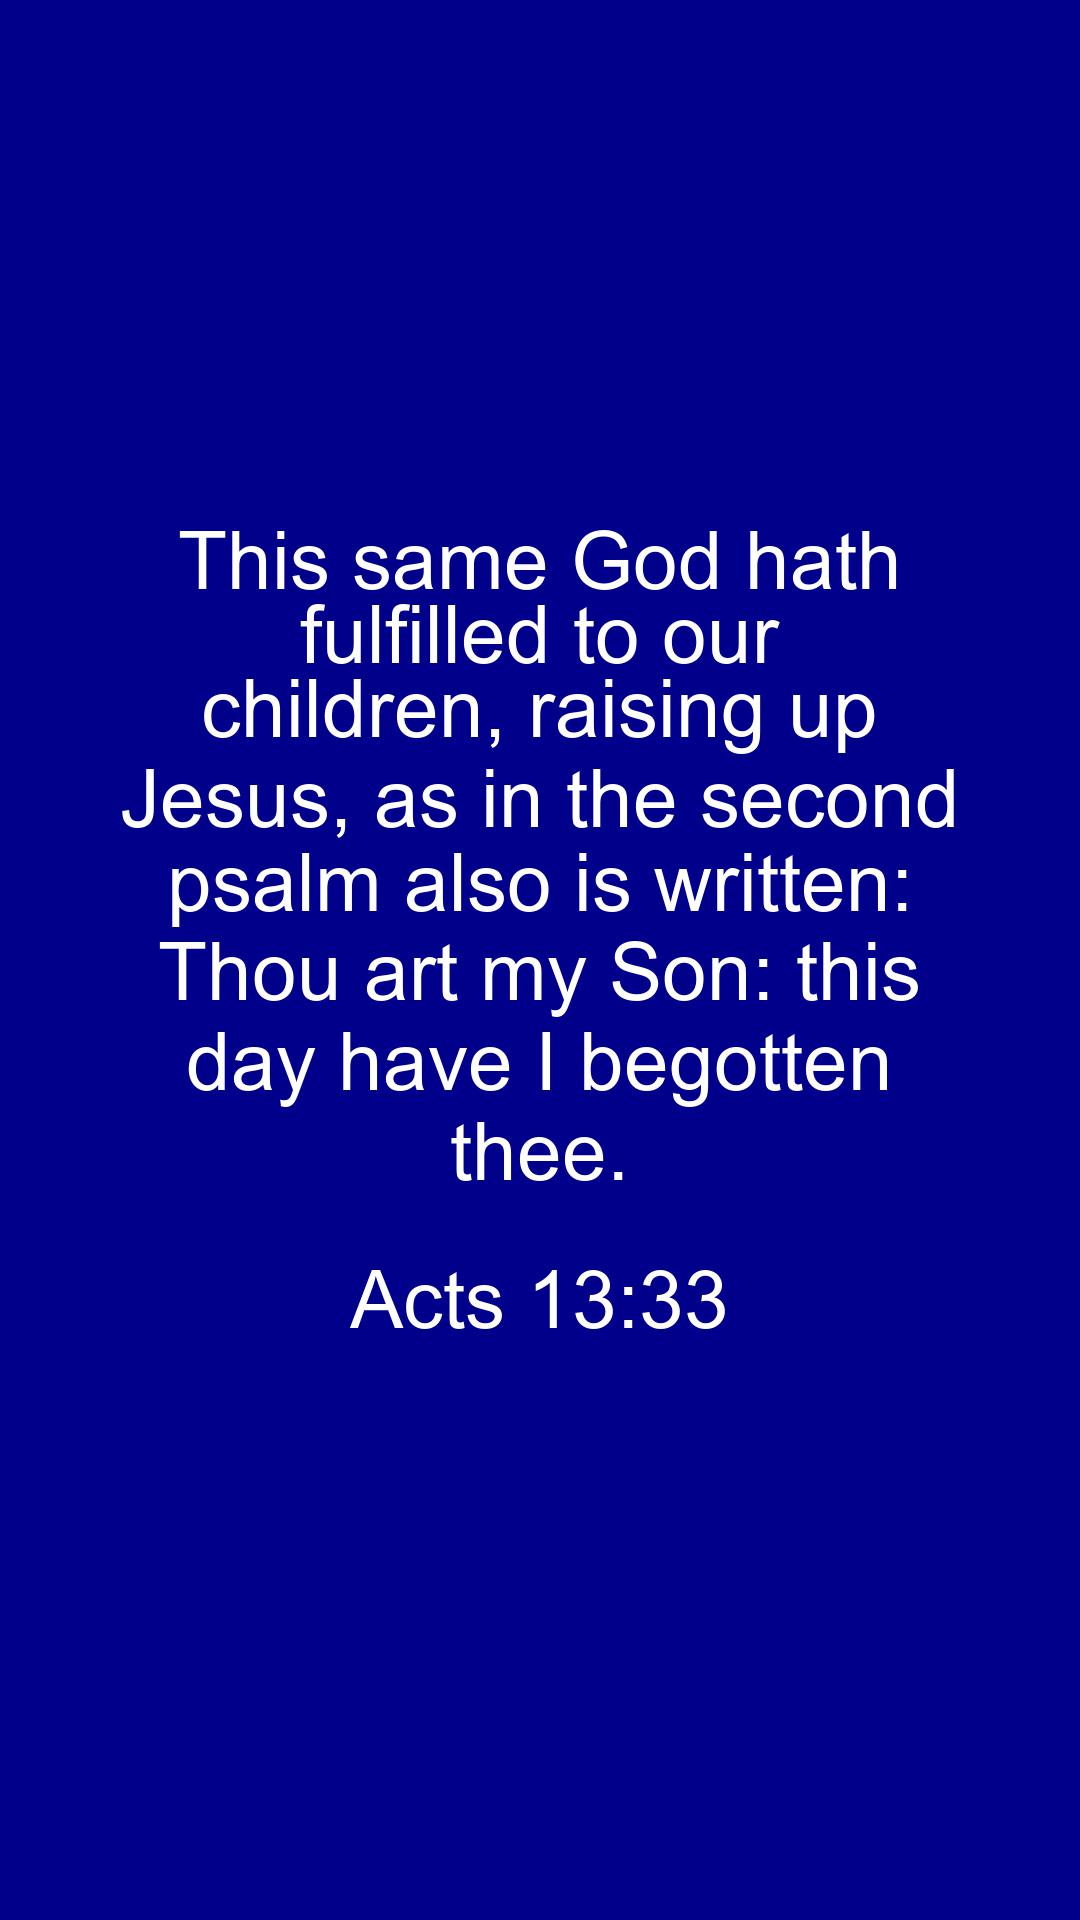 This same God hath
fulfilled to our
children, raising up
Jesus, as in the second
psalm also is written:
Thou art my Son: this
day have I begotten
thee.
Acts 13:33